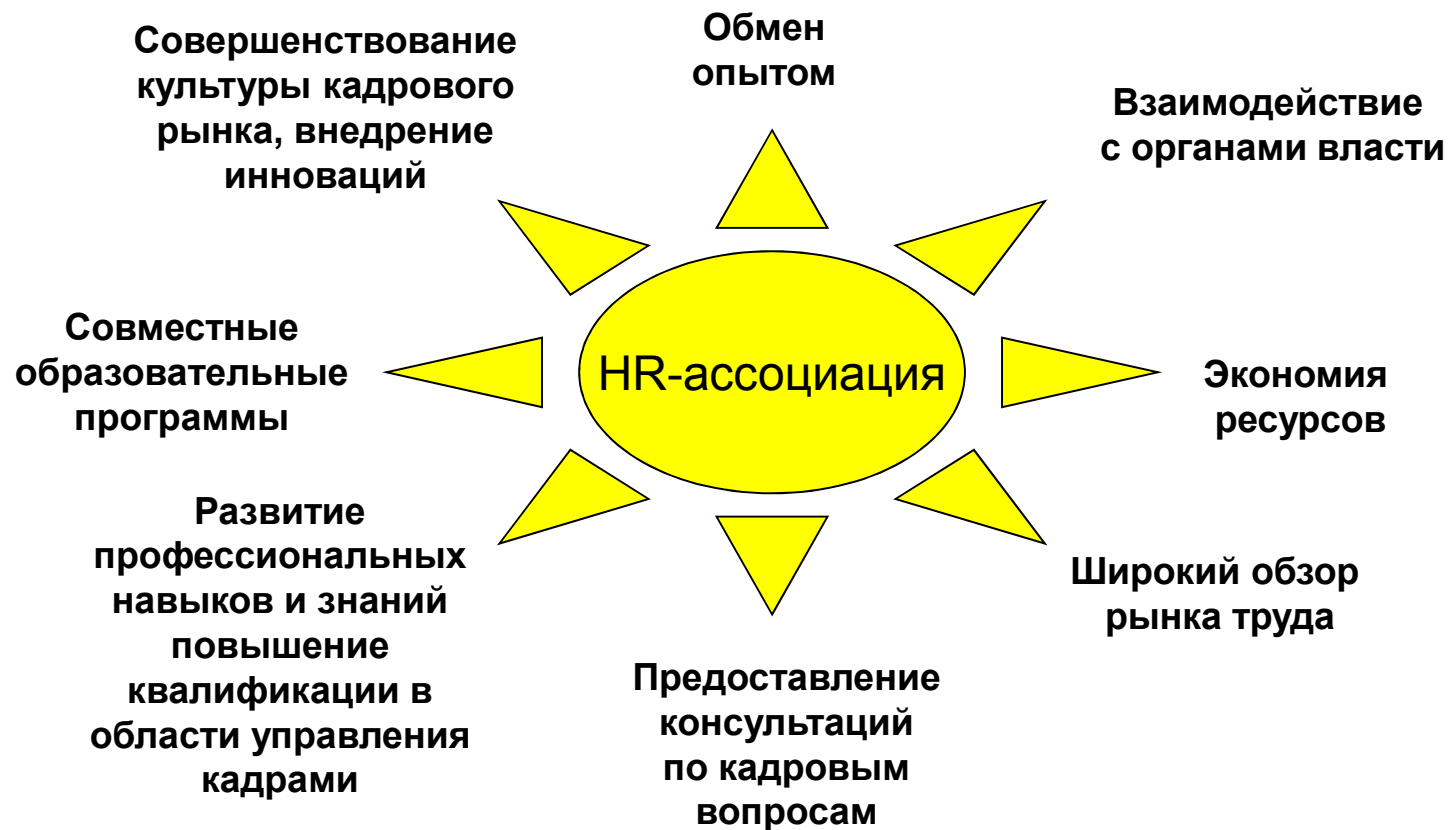 Обмен
опытом
Совершенствование
культуры кадрового
рынка, внедрение
инноваций
Взаимодействие
с органами власти
Совместные
образовательные
программы
HR-ассоциация
Экономия
ресурсов
Развитие
профессиональных
навыков и знаний
повышение
квалификации в
области управления
кадрами
Широкий обзор
рынка труда
Предоставление
консультаций
по кадровым
вопросам